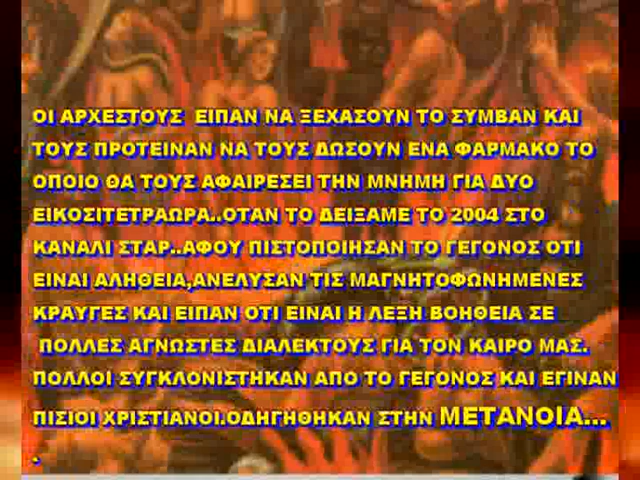 ΟΙ ΑΡΧΕΣΤΟΥΣ ΕΙΠΑΝ ΝΑ ΞΕΧΑΣΟΥΝ ΤΟ ΣΥΜΒΑΝ ΚΑΙ
ΤΟΥΣ ΠΡΟΤΕΙΝΑΝ ΝΑ ΤΟΥΣ ΔΩΣΟΥΝ ΕΝΑ ΦΑΡΜΑΚΟ ΤΟ
ΟΠΟΙΟ ΘΑ ΤΟΥΣ ΑΦΑΙΡΕΣΕΙ ΤΗΝ ΜΝΗΜΗ ΓΙΑ ΔΥΟ
ΕΙΚΟΣΙΤΕΤΡΑΩΡΑ..ΟΤΑΝ ΤΟ ΔΕΙΞΑΜΕ ΤΟ 2004 ΣΤΟ
ΚΑΝΑΛΙ ΣΤΑΡ..ΑΦΟΥ ΠΙΣΤΟΠΟΙΗΣΑΝ ΤΟ ΓΕΓΟΝΟΣ ΟΤΙ
ΕΙΝΑΙ ΑΛΗΘΕΙΑ,ΑΝΕΛΥΣΑΝ ΤΙΣ ΜΑΓΝΗΤΟΦΩΝΗΜΕΝΕΣ
ΚΡΑΥΓΕΣ ΚΑΙ ΕΙΠΑΝ ΟΤΙ ΕΙΝΑΙ Η ΛΕΞΗ ΒΟΗΘΕΙΑ ΣΕ
ΠΟΛΛΕΣ ΑΓΝΩΣΤΕΣ ΔΙΑΛΕΚΤΟΥΣ ΓΙΑ ΤΟΝ ΚΑΙΡΟ ΜΑΣ.
ΠΟΛΛΟΙ ΣΥΓΚΛΟΝΙΣΤΗΚΑΝ ΑΠΟ ΤΟ ΓΕΓΟΝΟΣ ΚΑΙ ΕΓΙΝΑΝ
ΠΙΣΙΟΙ ΧΡΙΣΤΙΑΝΟΙ.ΟΔΗΓΗΘΗΚΑΝ ΣΤΗΝ ΜΕΤΑΝΟΙΑ...
.